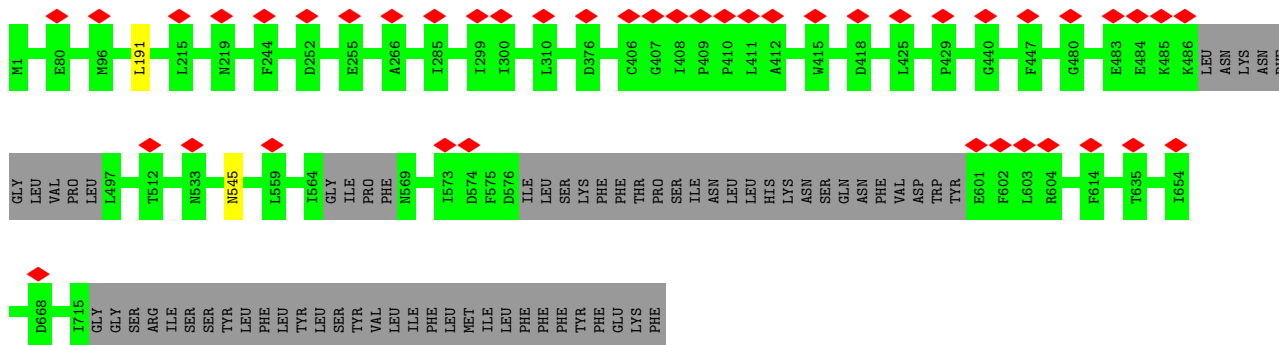 M1 E80 M96 L191 L215 N219 F244 D252 E255 A266 I285 I299 I300 L310 D376 C406 G407 I408 P409 P410 L411 A412 W415 D418 L425 P429 G440 F447 G480 E483 E484 K485 K486 LEU ASN LYS ASN
GLY LEU VAL PRO LEU L497 T512 N533 N545 L559 I564 GLY ILE PRO PHE N569 I573 D574 F575 D576 ILE LEU SER LYS PHE PHE THR PRO SER ILE ASN LEU LEU HIS LYS ASN SER GLN ASN PHE VAL ASP TRP TYR E601 F602 L603 R604 F614 T635 I654
D668 I715 GLY GLY SER ARG ILE SER SER TYR LEU PHE LEU TYR LEU SER TYR VAL LEU ILE PHE LEU MET ILE LEU PHE PHE PHE TYR PHE GLU LYS PHE